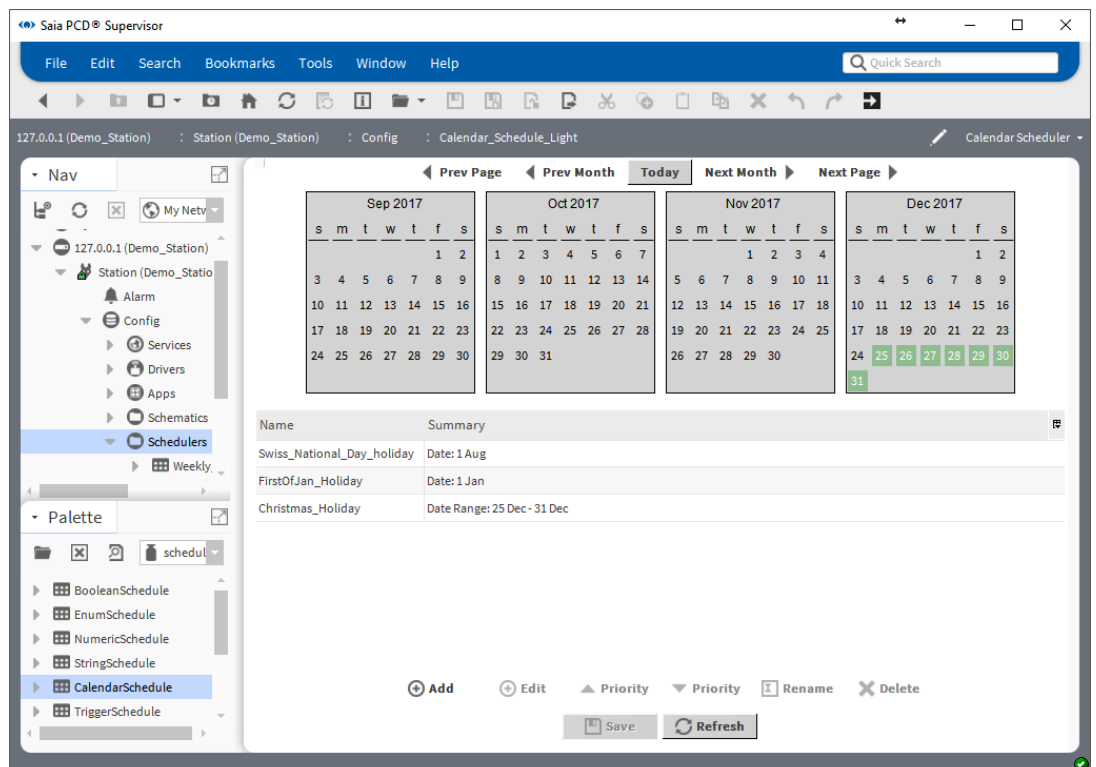 Saia PCD® Supervisor
File Edit Search Bookmarks Tools Window Help
Quick Search
127.0.0.1 (Demo_Station) : Station (Demo_Station) : Config : Calendar_Schedule_Light
Calendar Scheduler
Nav
My Netv
127.0.0.1 (Demo_Station)
Station (Demo_Statio
Alarm
Config
Services
Drivers
Apps
Schematics
Schedulers
Weekly
Palette
schedul
BooleanSchedule
EnumSchedule
NumericSchedule
StringSchedule
CalendarSchedule
TriggerSchedule
Prev Page Prev Month Today Next Month Next Page
Sep 2017
s m t w t f s
1 2
3 4 5 6 7 8 9
10 11 12 13 14 15 16
17 18 19 20 21 22 23
24 25 26 27 28 29 30
Oct 2017
s m t w t f s
1 2 3 4 5 6 7
8 9 10 11 12 13 14
15 16 17 18 19 20 21
22 23 24 25 26 27 28
29 30 31
Nov 2017
s m t w t f s
1 2 3 4
5 6 7 8 9 10 11
12 13 14 15 16 17 18
19 20 21 22 23 24 25
26 27 28 29 30
Dec 2017
s m t w t f s
1 2
3 4 5 6 7 8 9
10 11 12 13 14 15 16
17 18 19 20 21 22 23
24 25 26 27 28 29 30
31
Name Summary
Swiss_National_Day_holiday Date: 1 Aug
FirstOfJan_Holiday Date: 1 Jan
Christmas_Holiday Date Range: 25 Dec - 31 Dec
Add Edit Priority Priority Rename Delete
Save Refresh